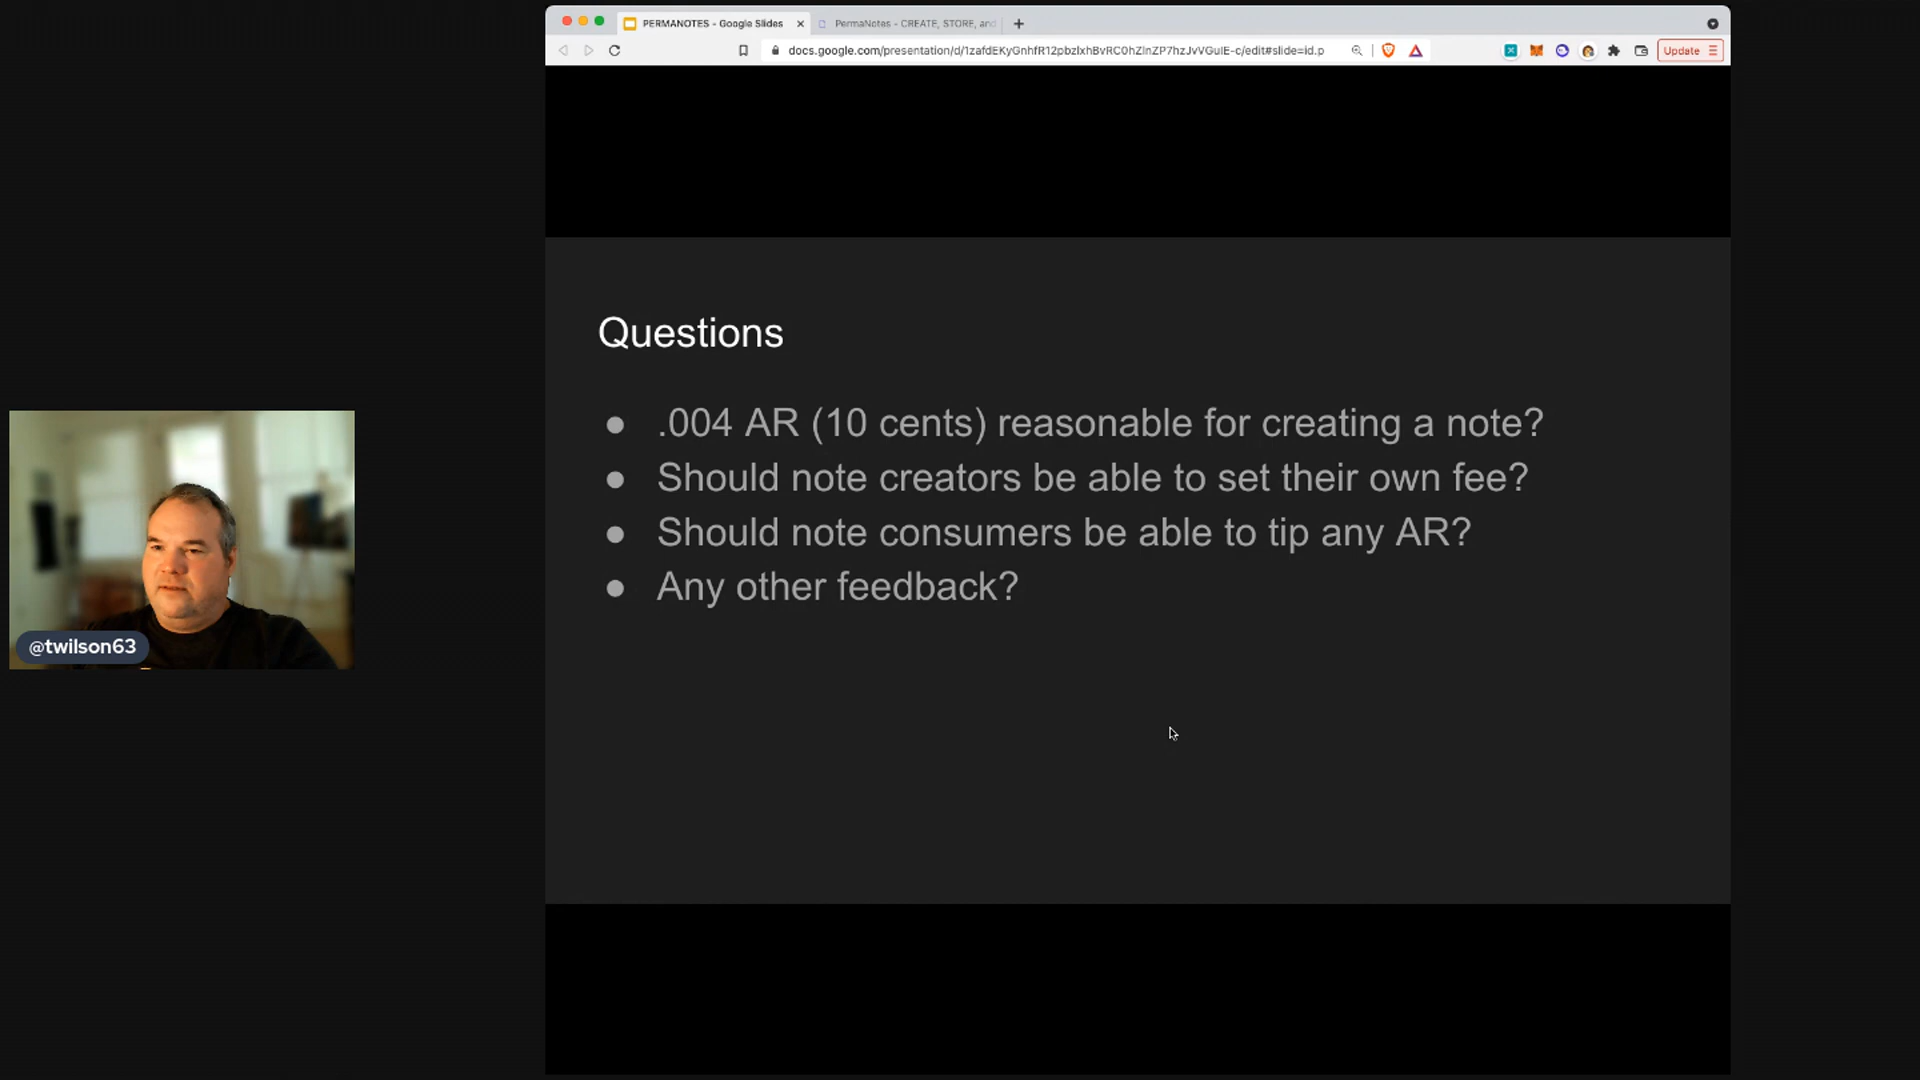 PERMANOTES - Google Slides
PermaNotes - CREATE, STORE, and
docs.google.com/presentation/d/1zafdEKyGnhfR12pbzlxhBvRC0hZlnZP7hzJvVGuIE-c/edit#slide=id.p
Update
Questions
● .004 AR (10 cents) reasonable for creating a note?
● Should note creators be able to set their own fee?
● Should note consumers be able to tip any AR?
● Any other feedback?
@twilson63